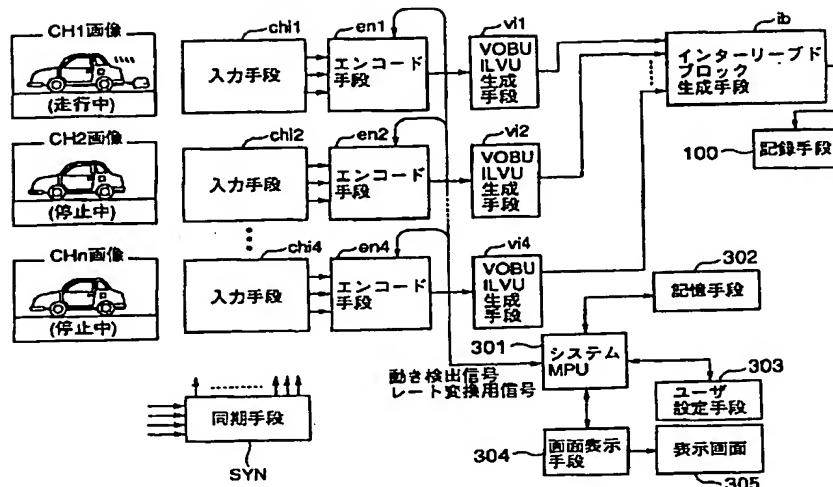 CH1画像
(走行中)
chi1
入力手段
en1
エンコード
手段
vi1
VOBU
ILVU
生成
手段
ib
インターリーブド
ブロック
生成手段
100
記録手段
CH2画像
(停止中)
chi2
入力手段
en2
エンコード
手段
vi2
VOBU
ILVU
生成
手段
CHn画像
(停止中)
chi4
入力手段
en4
エンコード
手段
vi4
VOBU
ILVU
生成
手段
302
記憶手段
301
システム
MPU
動き検出信号
レート変換用信号
303
ユーザ
設定手段
同期手段
SYN
304
画面表示
手段
表示画面
305